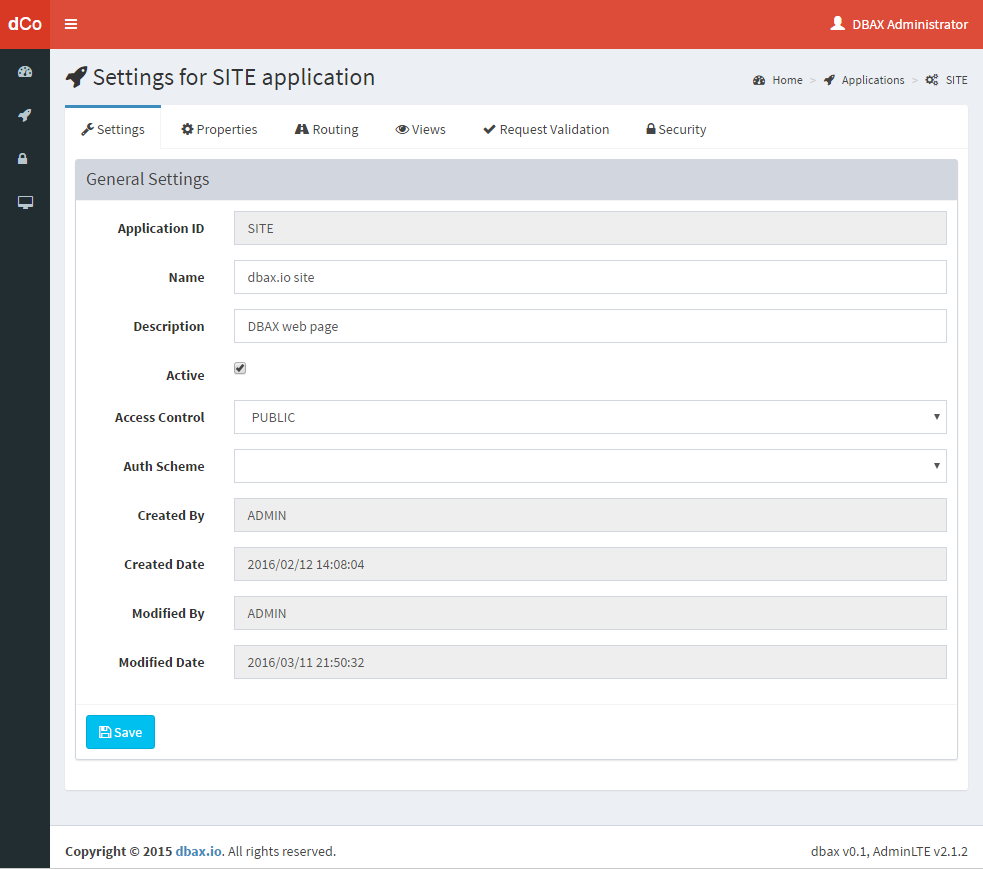 dCo
DBAX Administrator
Settings for SITE application
Home > Applications > SITE
Settings Properties Routing Views Request Validation Security
General Settings
Application ID SITE
Name dbax.io site
Description DBAX web page
Active
Access Control PUBLIC
Auth Scheme
Created By ADMIN
Created Date 2016/02/12 14:08:04
Modified By ADMIN
Modified Date 2016/03/11 21:50:32
Save
Copyright © 2015 dbax.io. All rights reserved.
dbax v0.1, AdminLTE v2.1.2